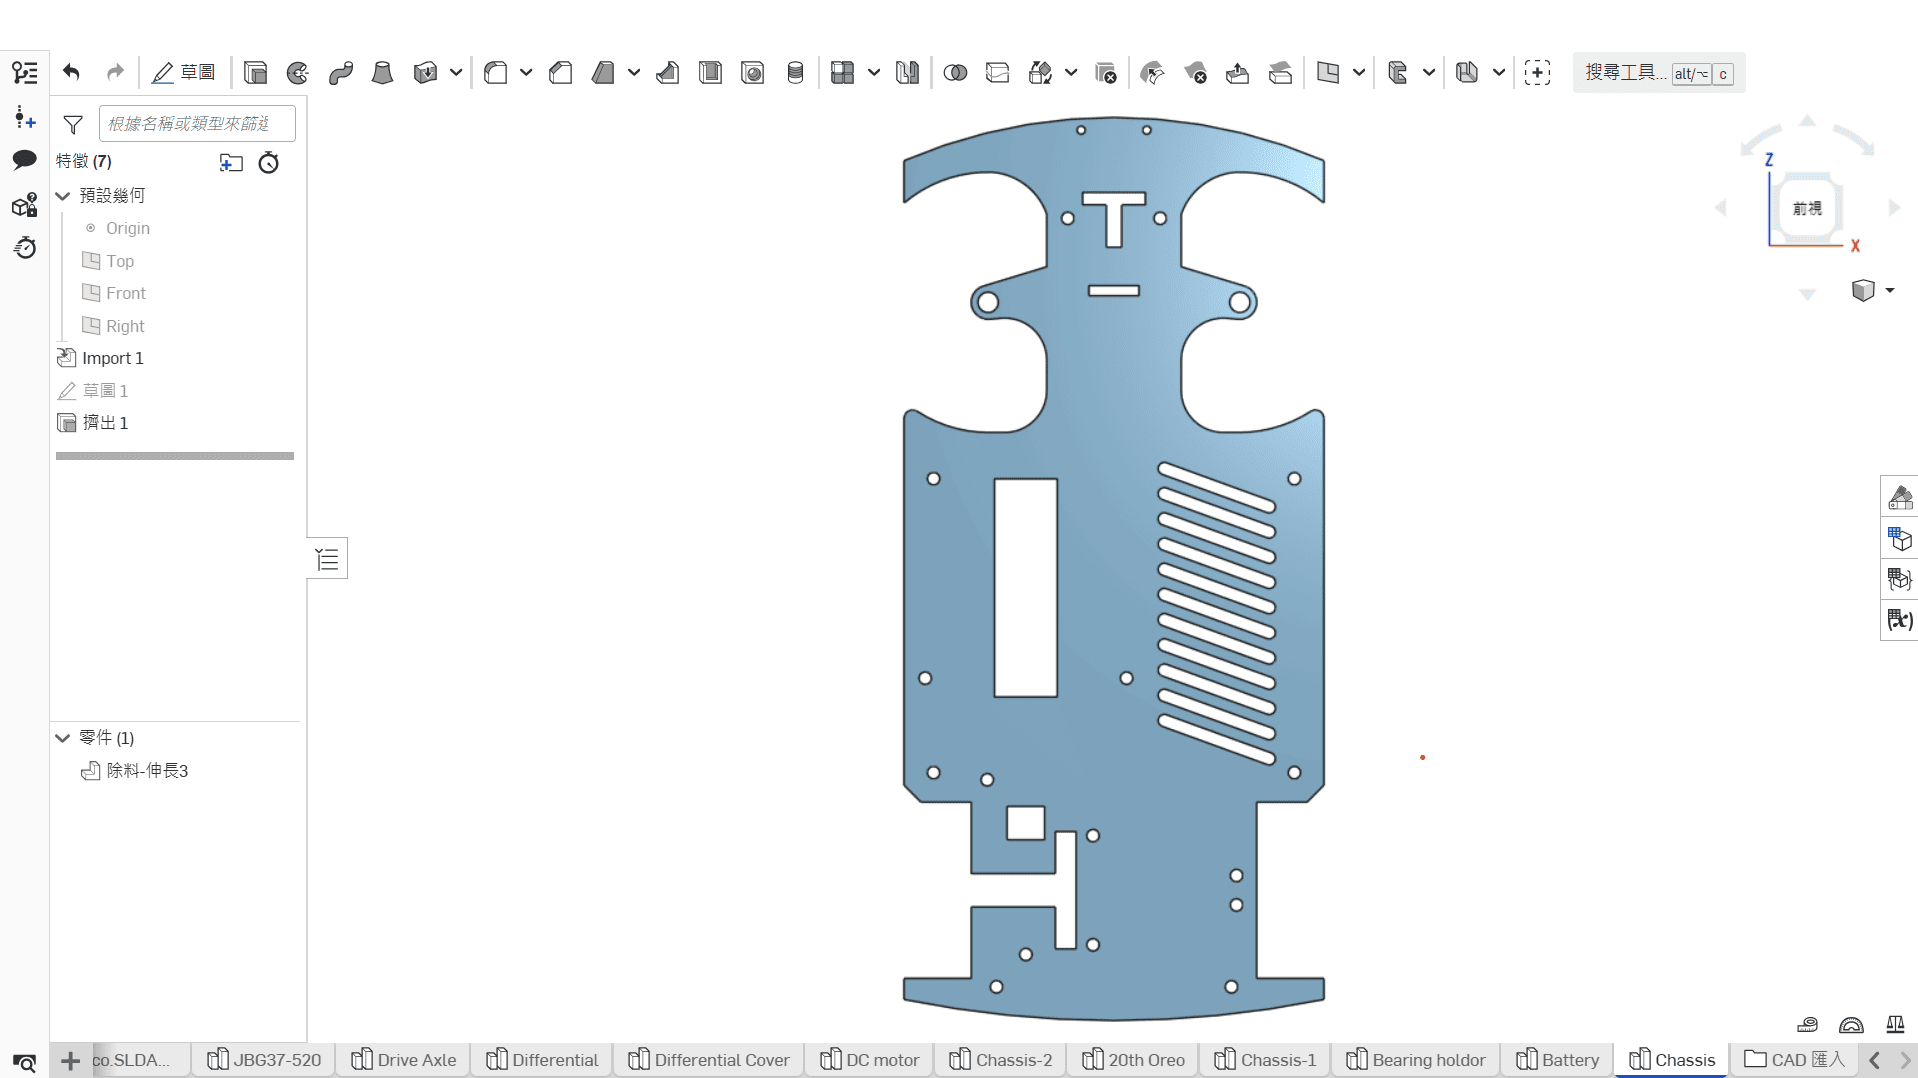 草圖
搜尋工具... alt/⌥ c
根據名稱或類型來篩選
特徵 (7)
預設幾何
Origin
Top
Front
Right
Import 1
草圖 1
擠出 1
零件 (1)
除料-伸長3
Z
前視
X
co.SLDA...
JBG37-520
Drive Axle
Differential
Differential Cover
DC motor
Chassis-2
20th Oreo
Chassis-1
Bearing holdor
Battery
Chassis
CAD 匯入